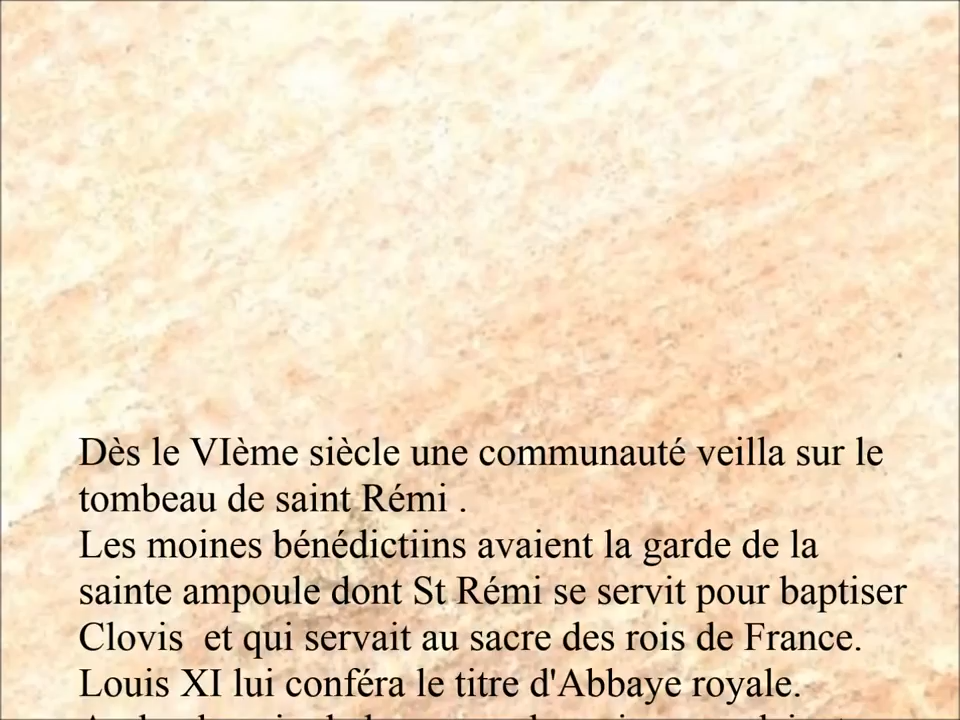 Dès le VIème siècle une communauté veilla sur le
tombeau de saint Rémi .
Les moines bénédictiins avaient la garde de la
sainte ampoule dont St Rémi se servit pour baptiser
Clovis  et qui servait au sacre des rois de France.
Louis XI lui conféra le titre d'Abbaye royale.